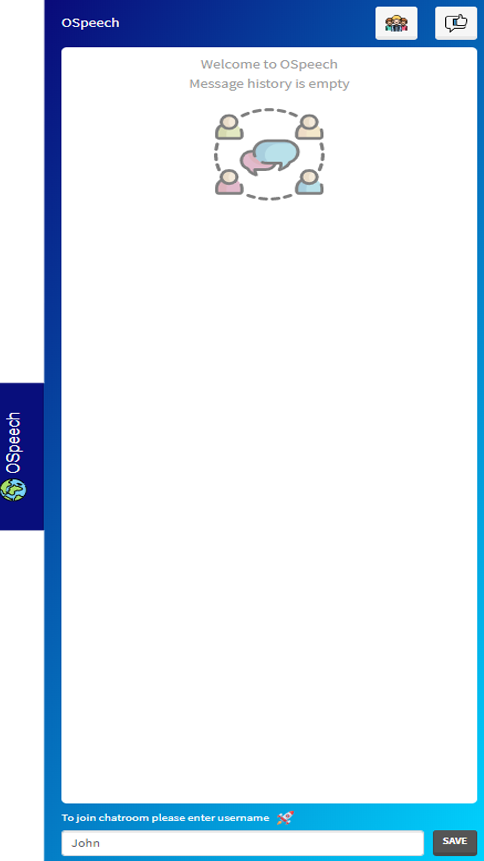 OSpeech
Welcome to OSpeech
Message history is empty
OSpeech
To join chatroom please enter username
John
SAVE